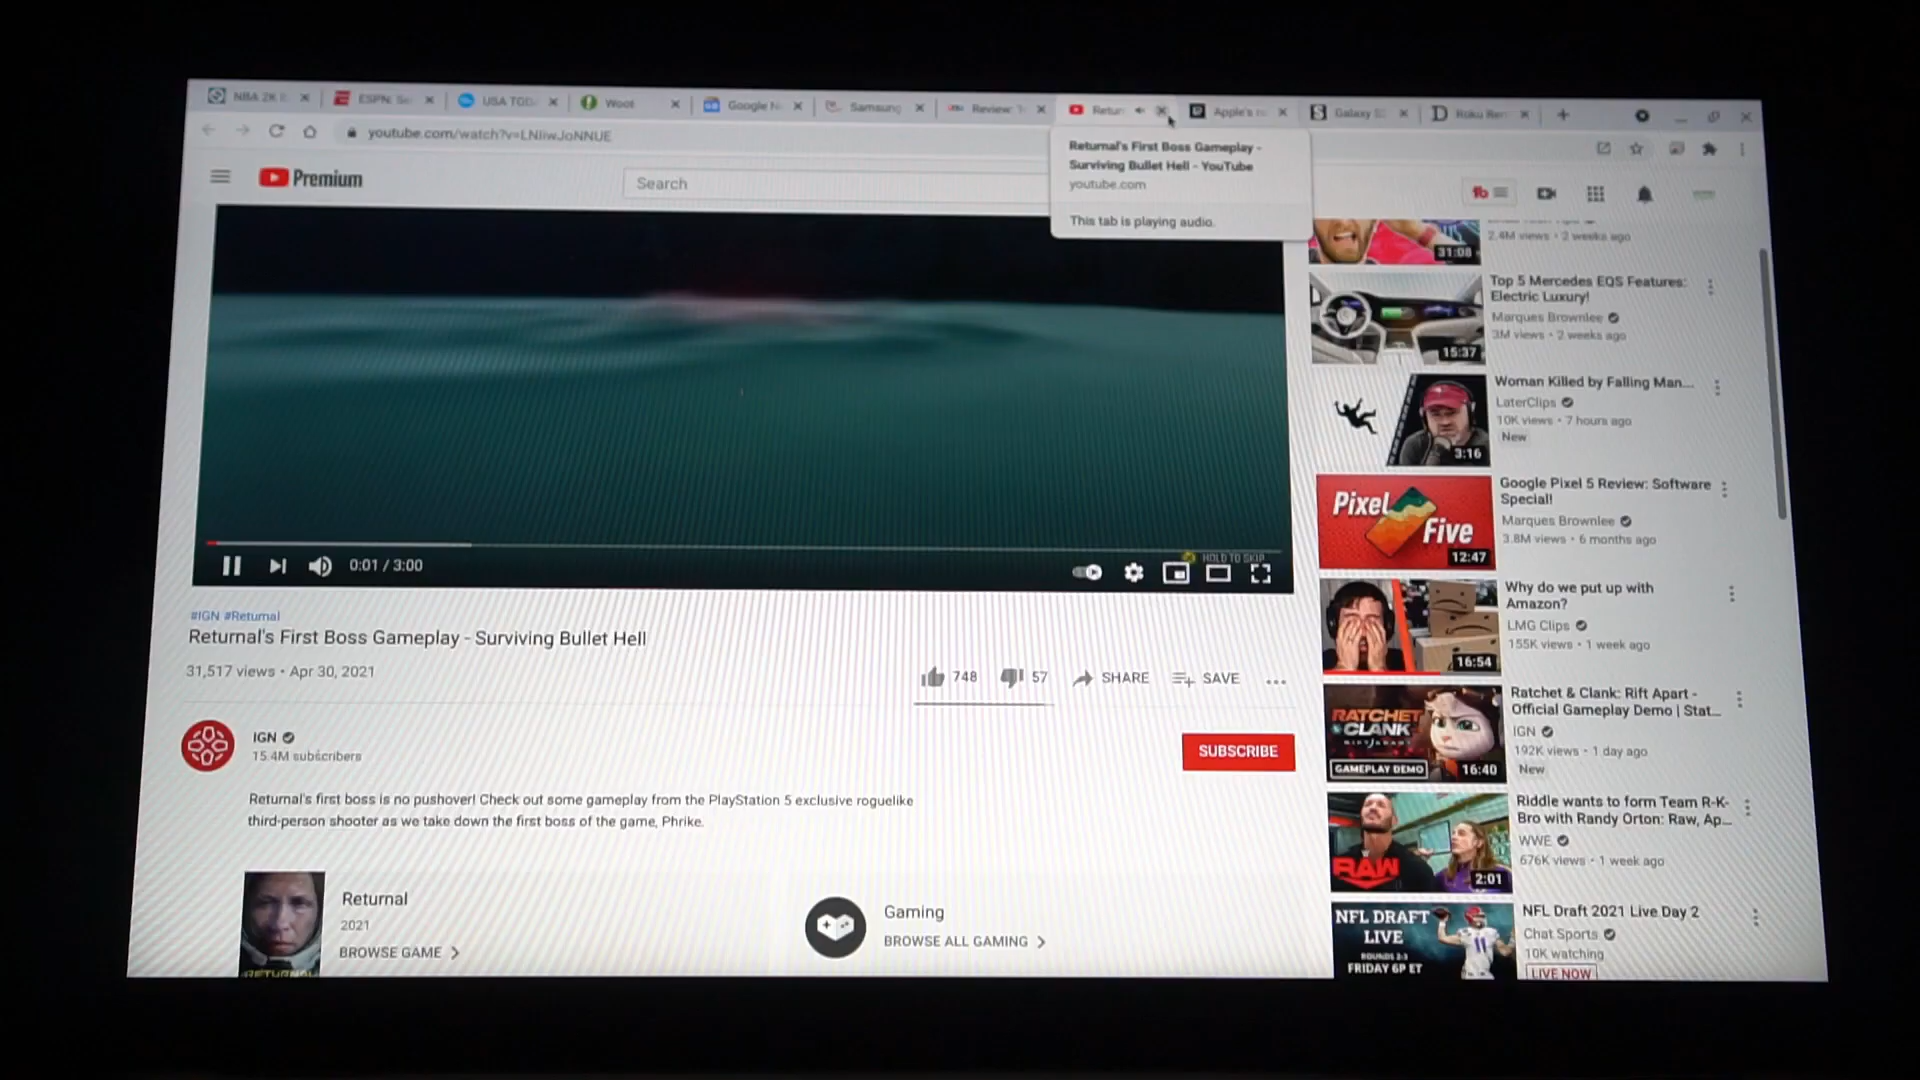 NBA 2K
ESPN: Se
USA TOD
Woot
Google N
Samsung
Review: T
Returr
Apple's
Galaxy S
Roku Rem
youtube.com/watch?v=LNIiwJoNNUE
Returnal's First Boss Gameplay -
Surviving Bullet Hell - YouTube
youtube.com
This tab is playing audio.
Premium
Search
31:08
2.4M views • 2 weeks ago
Top 5 Mercedes EQS Features:
Electric Luxury!
Marques Brownlee
3M views • 2 weeks ago
15:37
Woman Killed by Falling Man...
LaterClips
10K views • 7 hours ago
New
3:16
Pixel
Five
12:47
Google Pixel 5 Review: Software
Special!
Marques Brownlee
3.8M views • 6 months ago
HOLD TO SKIP
0:01 / 3:00
Why do we put up with
Amazon?
LMG Clips
155K views • 1 week ago
16:54
#IGN #Returnal
Returnal's First Boss Gameplay - Surviving Bullet Hell
31,517 views • Apr 30, 2021
748
57
SHARE
SAVE
RATCHET
CLANK
RIFT APART
GAMEPLAY DEMO
16:40
Ratchet & Clank: Rift Apart -
Official Gameplay Demo | Stat...
IGN
192K views • 1 day ago
New
IGN
15.4M subscribers
SUBSCRIBE
Returnal's first boss is no pushover! Check out some gameplay from the PlayStation 5 exclusive roguelike
third-person shooter as we take down the first boss of the game, Phrike.
RAW
2:01
Riddle wants to form Team R-K-
Bro with Randy Orton: Raw, Ap...
WWE
676K views • 1 week ago
RETURNAL
Returnal
2021
BROWSE GAME
Gaming
BROWSE ALL GAMING
NFL DRAFT
LIVE
ROUNDS 2-3
FRIDAY 6P ET
11
NFL Draft 2021 Live Day 2
Chat Sports
10K watching
LIVE NOW